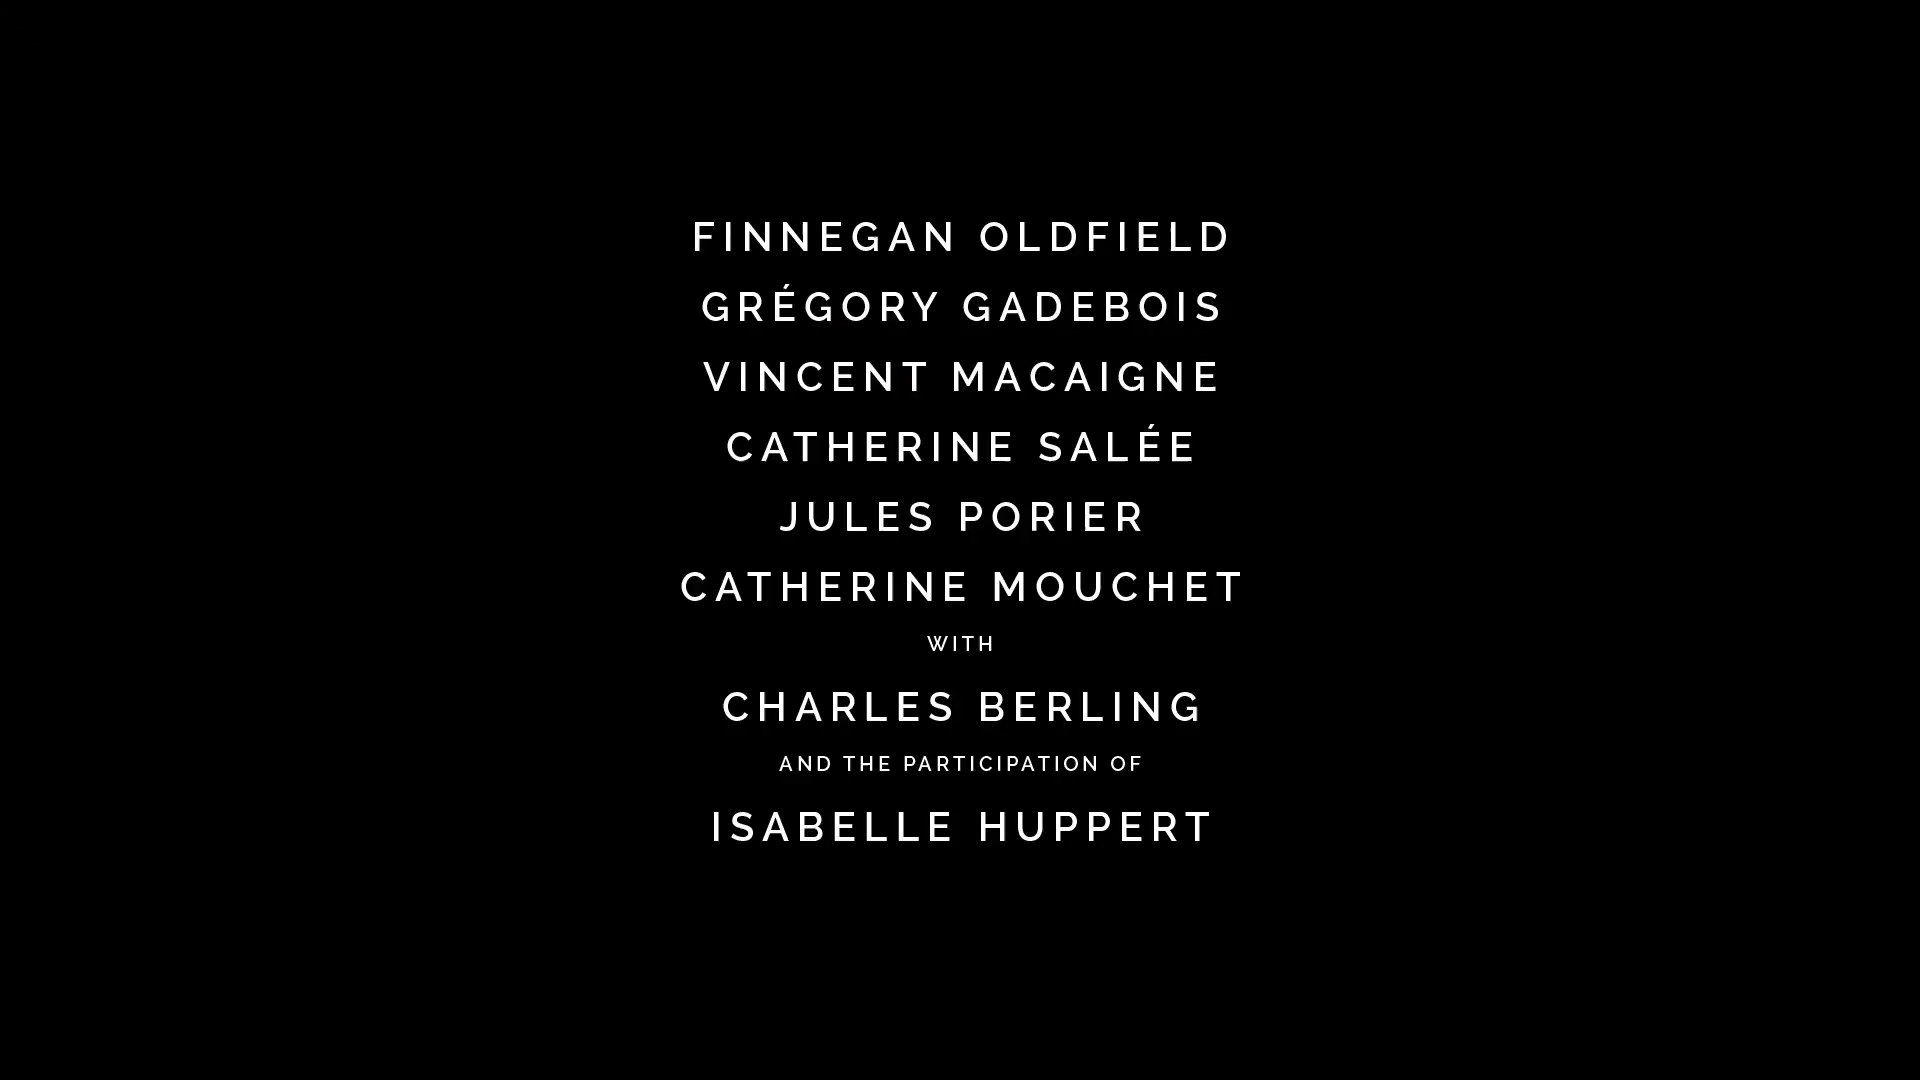 FINNEGAN OLDFIELD
GRÉGORY GADEBOIS
VINCENT MACAIGNE
CATHERINE SALÉE
JULES PORIER
CATHERINE MOUCHET
WITH
CHARLES BERLING
AND THE PARTICIPATION OF
ISABELLE HUPPERT